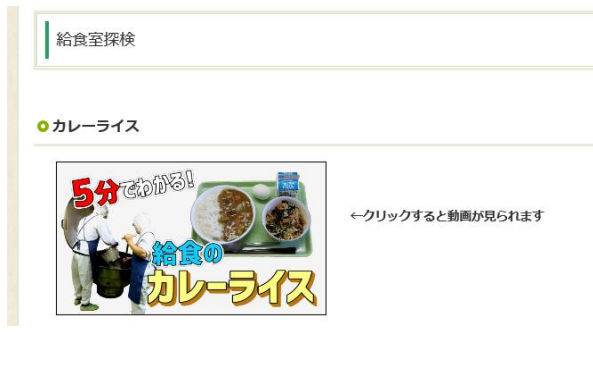 給食室探検
カレーライス
5分でわかる!
給食の
カレーライス
←クリックすると動画が見られます